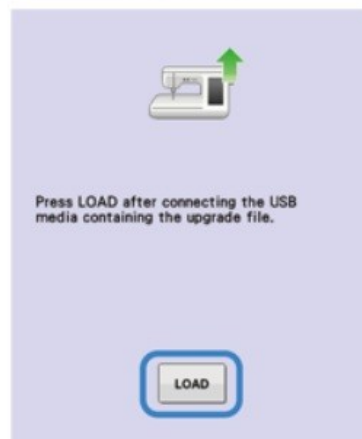 Press LOAD after connecting the USB
media containing the upgrade file.
LOAD